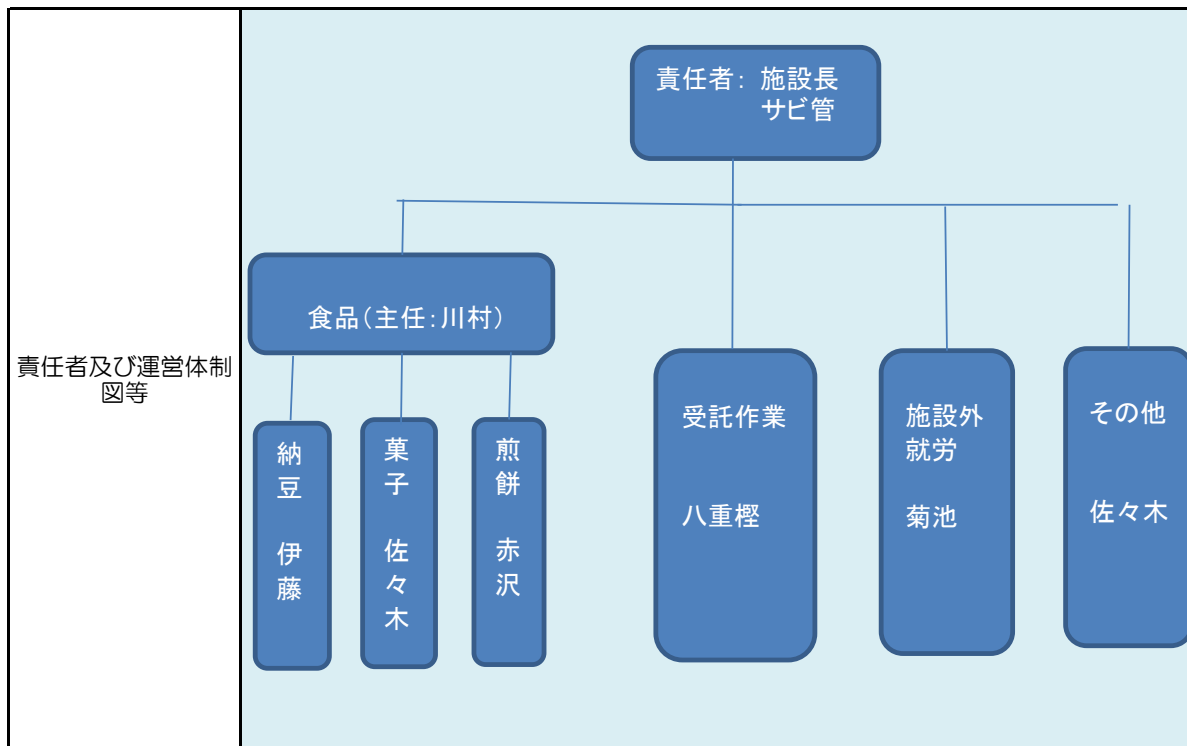 責任者及び運営体制
図等
責任者： 施設長
サビ管
食品（主任：川村）
納豆 伊藤
菓子 佐々木
煎餅 赤沢
受託作業
八重樫
施設外
就労
菊池
その他
佐々木